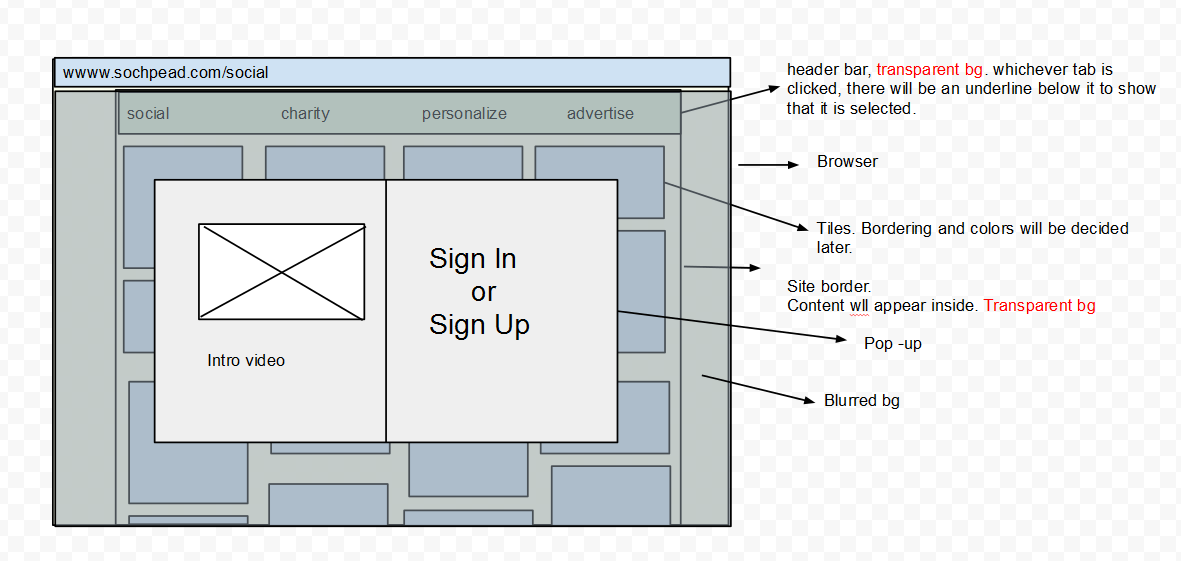 wwww.sochpead.com/social
social charity personalize advertise
Intro video
Sign In
or
Sign Up
header bar, transparent bg. whichever tab is
clicked, there will be an underline below it to show
that it is selected.
Browser
Tiles. Bordering and colors will be decided
later.
Site border.
Content wll appear inside. Transparent bg
Pop -up
Blurred bg